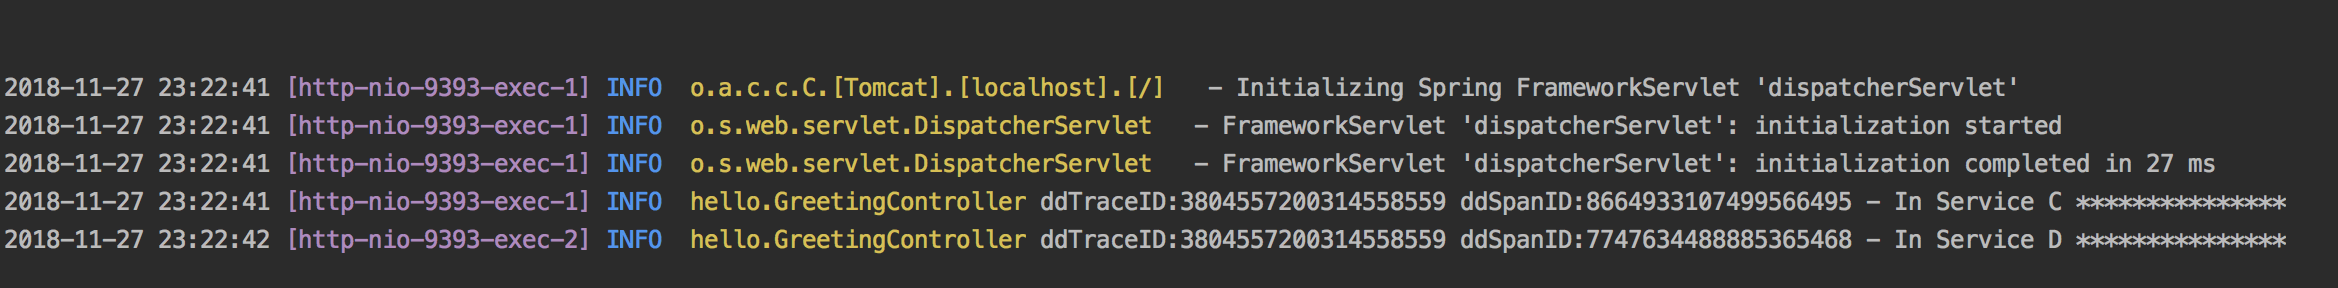 2018-11-27 23:22:41 [http-nio-9393-exec-1] INFO  o.a.c.c.C.[Tomcat].[localhost].[/]   – Initializing Spring FrameworkServlet 'dispatcherServlet'
2018-11-27 23:22:41 [http-nio-9393-exec-1] INFO  o.s.web.servlet.DispatcherServlet   – FrameworkServlet 'dispatcherServlet': initialization started
2018-11-27 23:22:41 [http-nio-9393-exec-1] INFO  o.s.web.servlet.DispatcherServlet   – FrameworkServlet 'dispatcherServlet': initialization completed in 27 ms
2018-11-27 23:22:41 [http-nio-9393-exec-1] INFO  hello.GreetingController ddTraceID:3804557200314558559 ddSpanID:8664933107499566495 – In Service C ***************
2018-11-27 23:22:42 [http-nio-9393-exec-2] INFO  hello.GreetingController ddTraceID:3804557200314558559 ddSpanID:7747634488885365468 – In Service D ***************